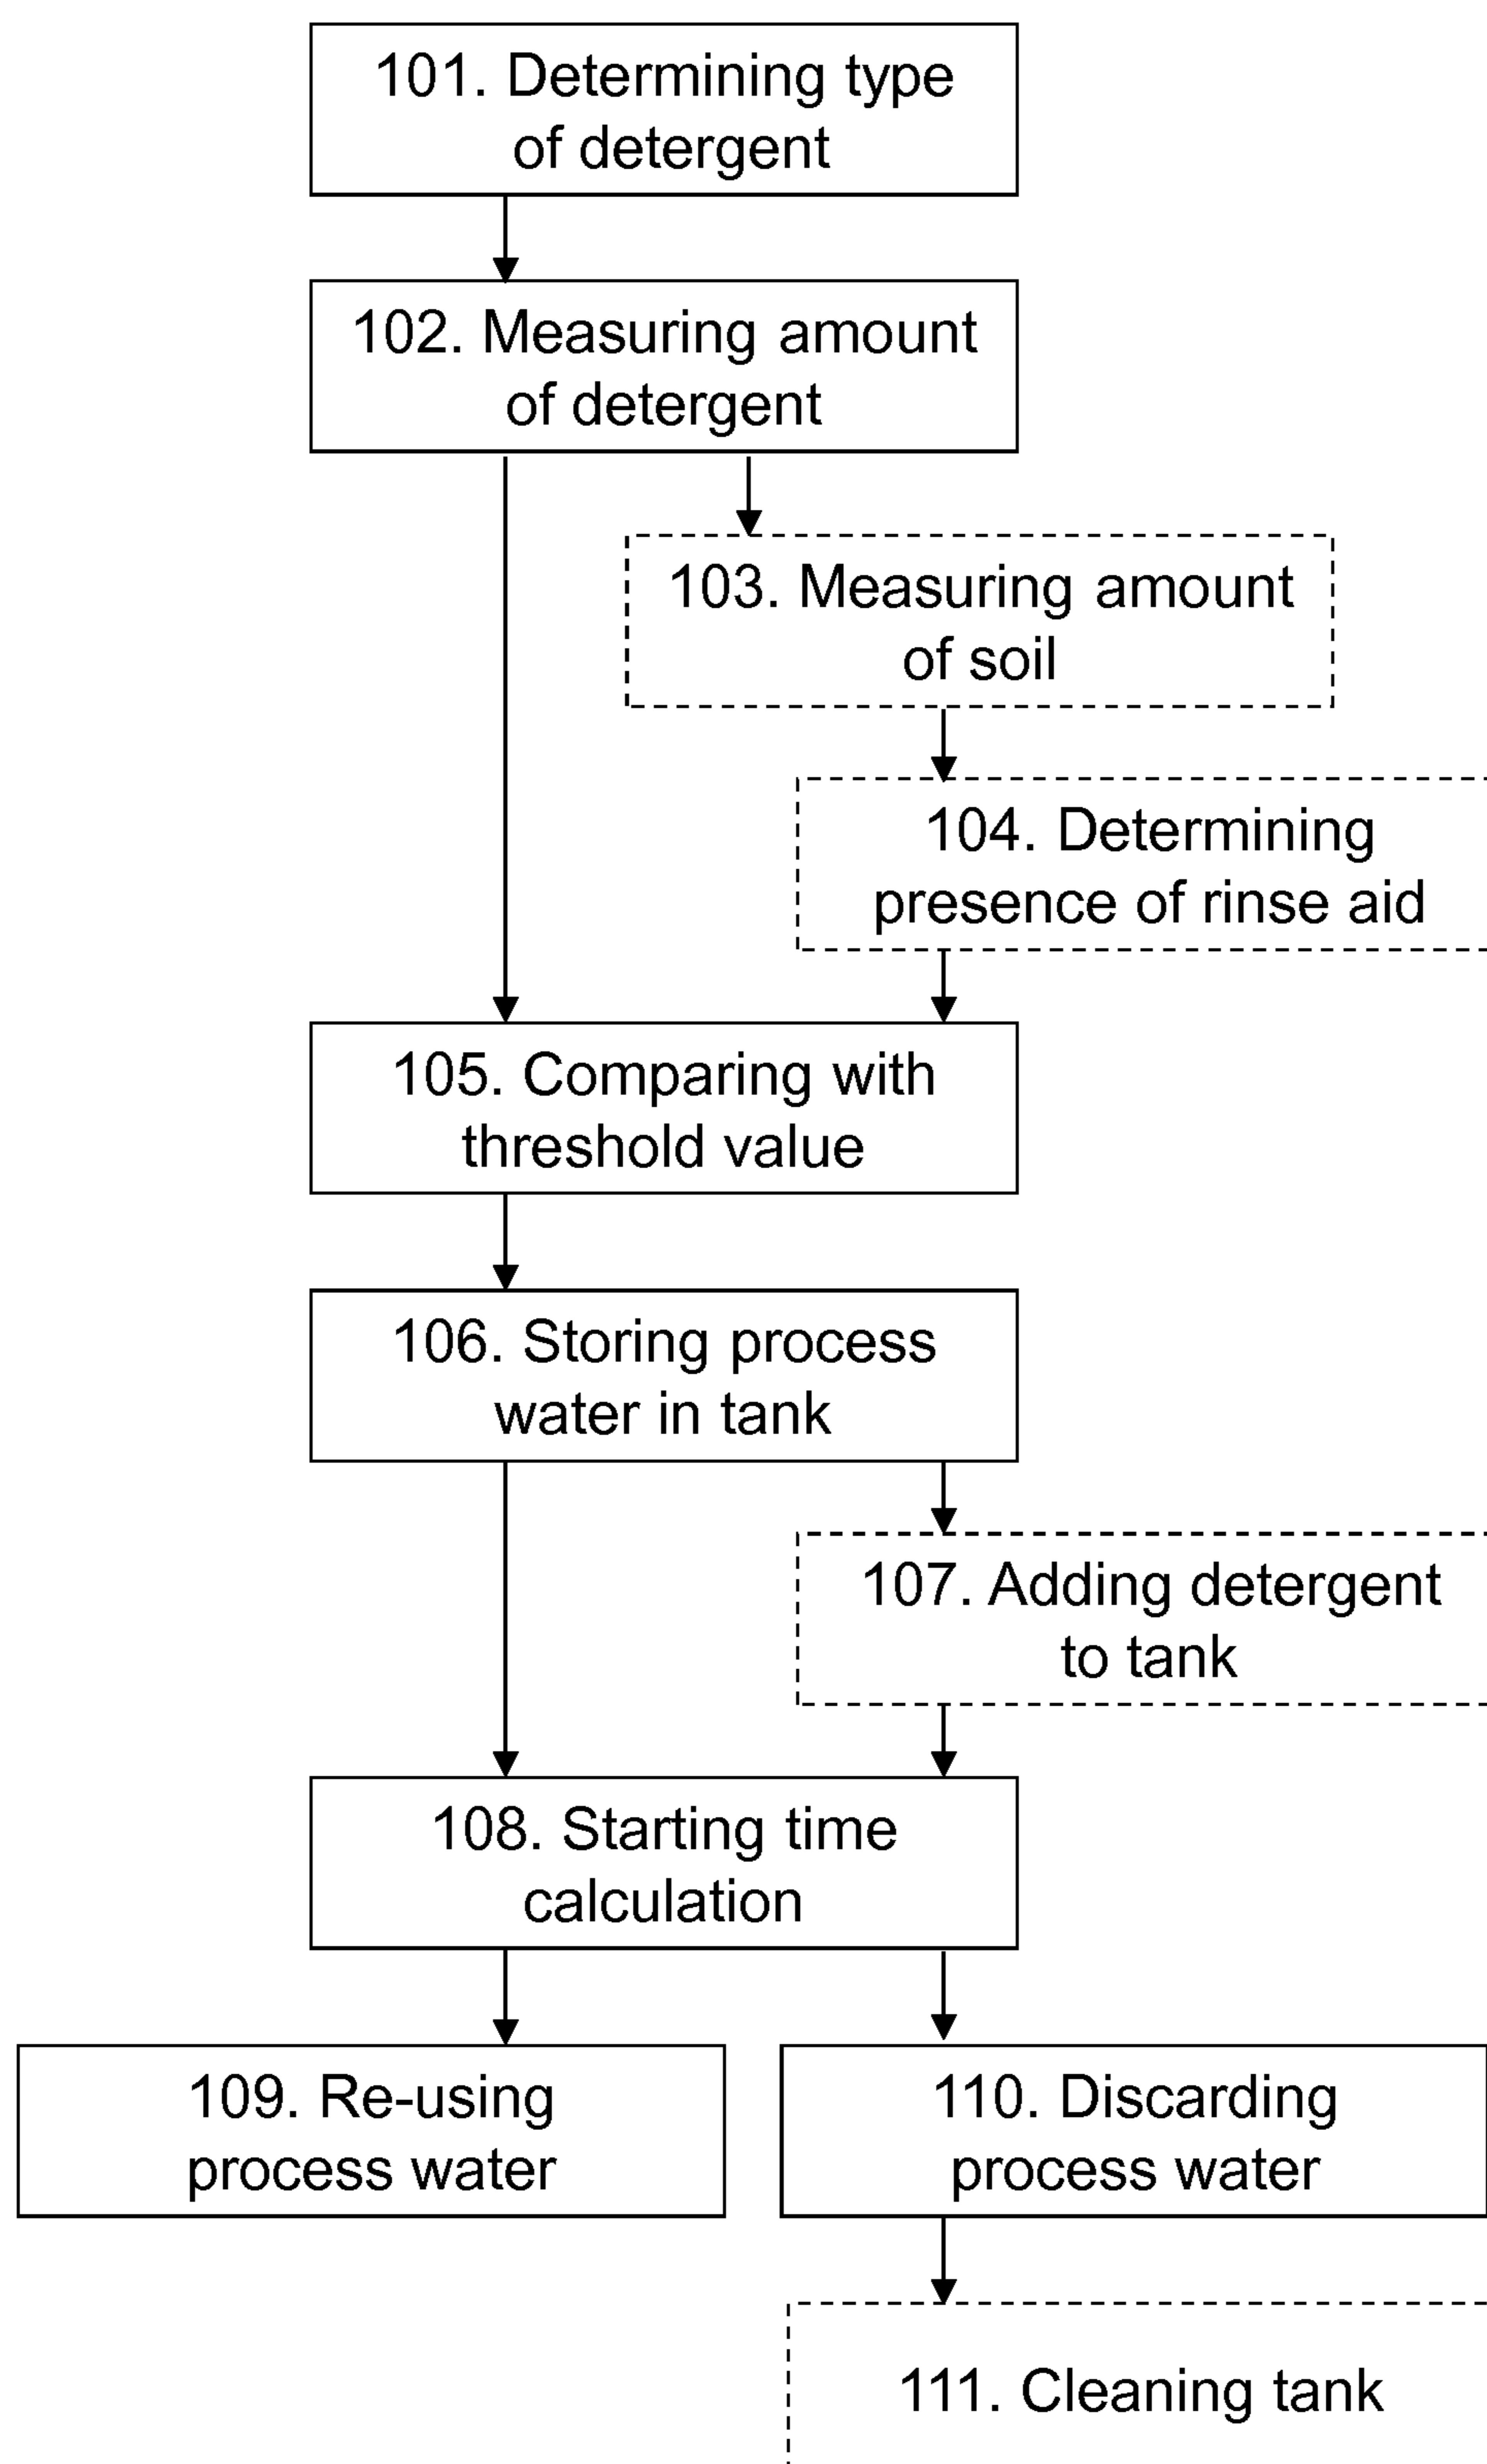 101. Determining type
of detergent
102. Measuring amount
of detergent
103. Measuring amount
of soil
104. Determining
presence of rinse aid
105. Comparing with
threshold value
106. Storing process
water in tank
107. Adding detergent
to tank
108. Starting time
calculation
109. Re-using
process water
110. Discarding
process water
111. Cleaning tank